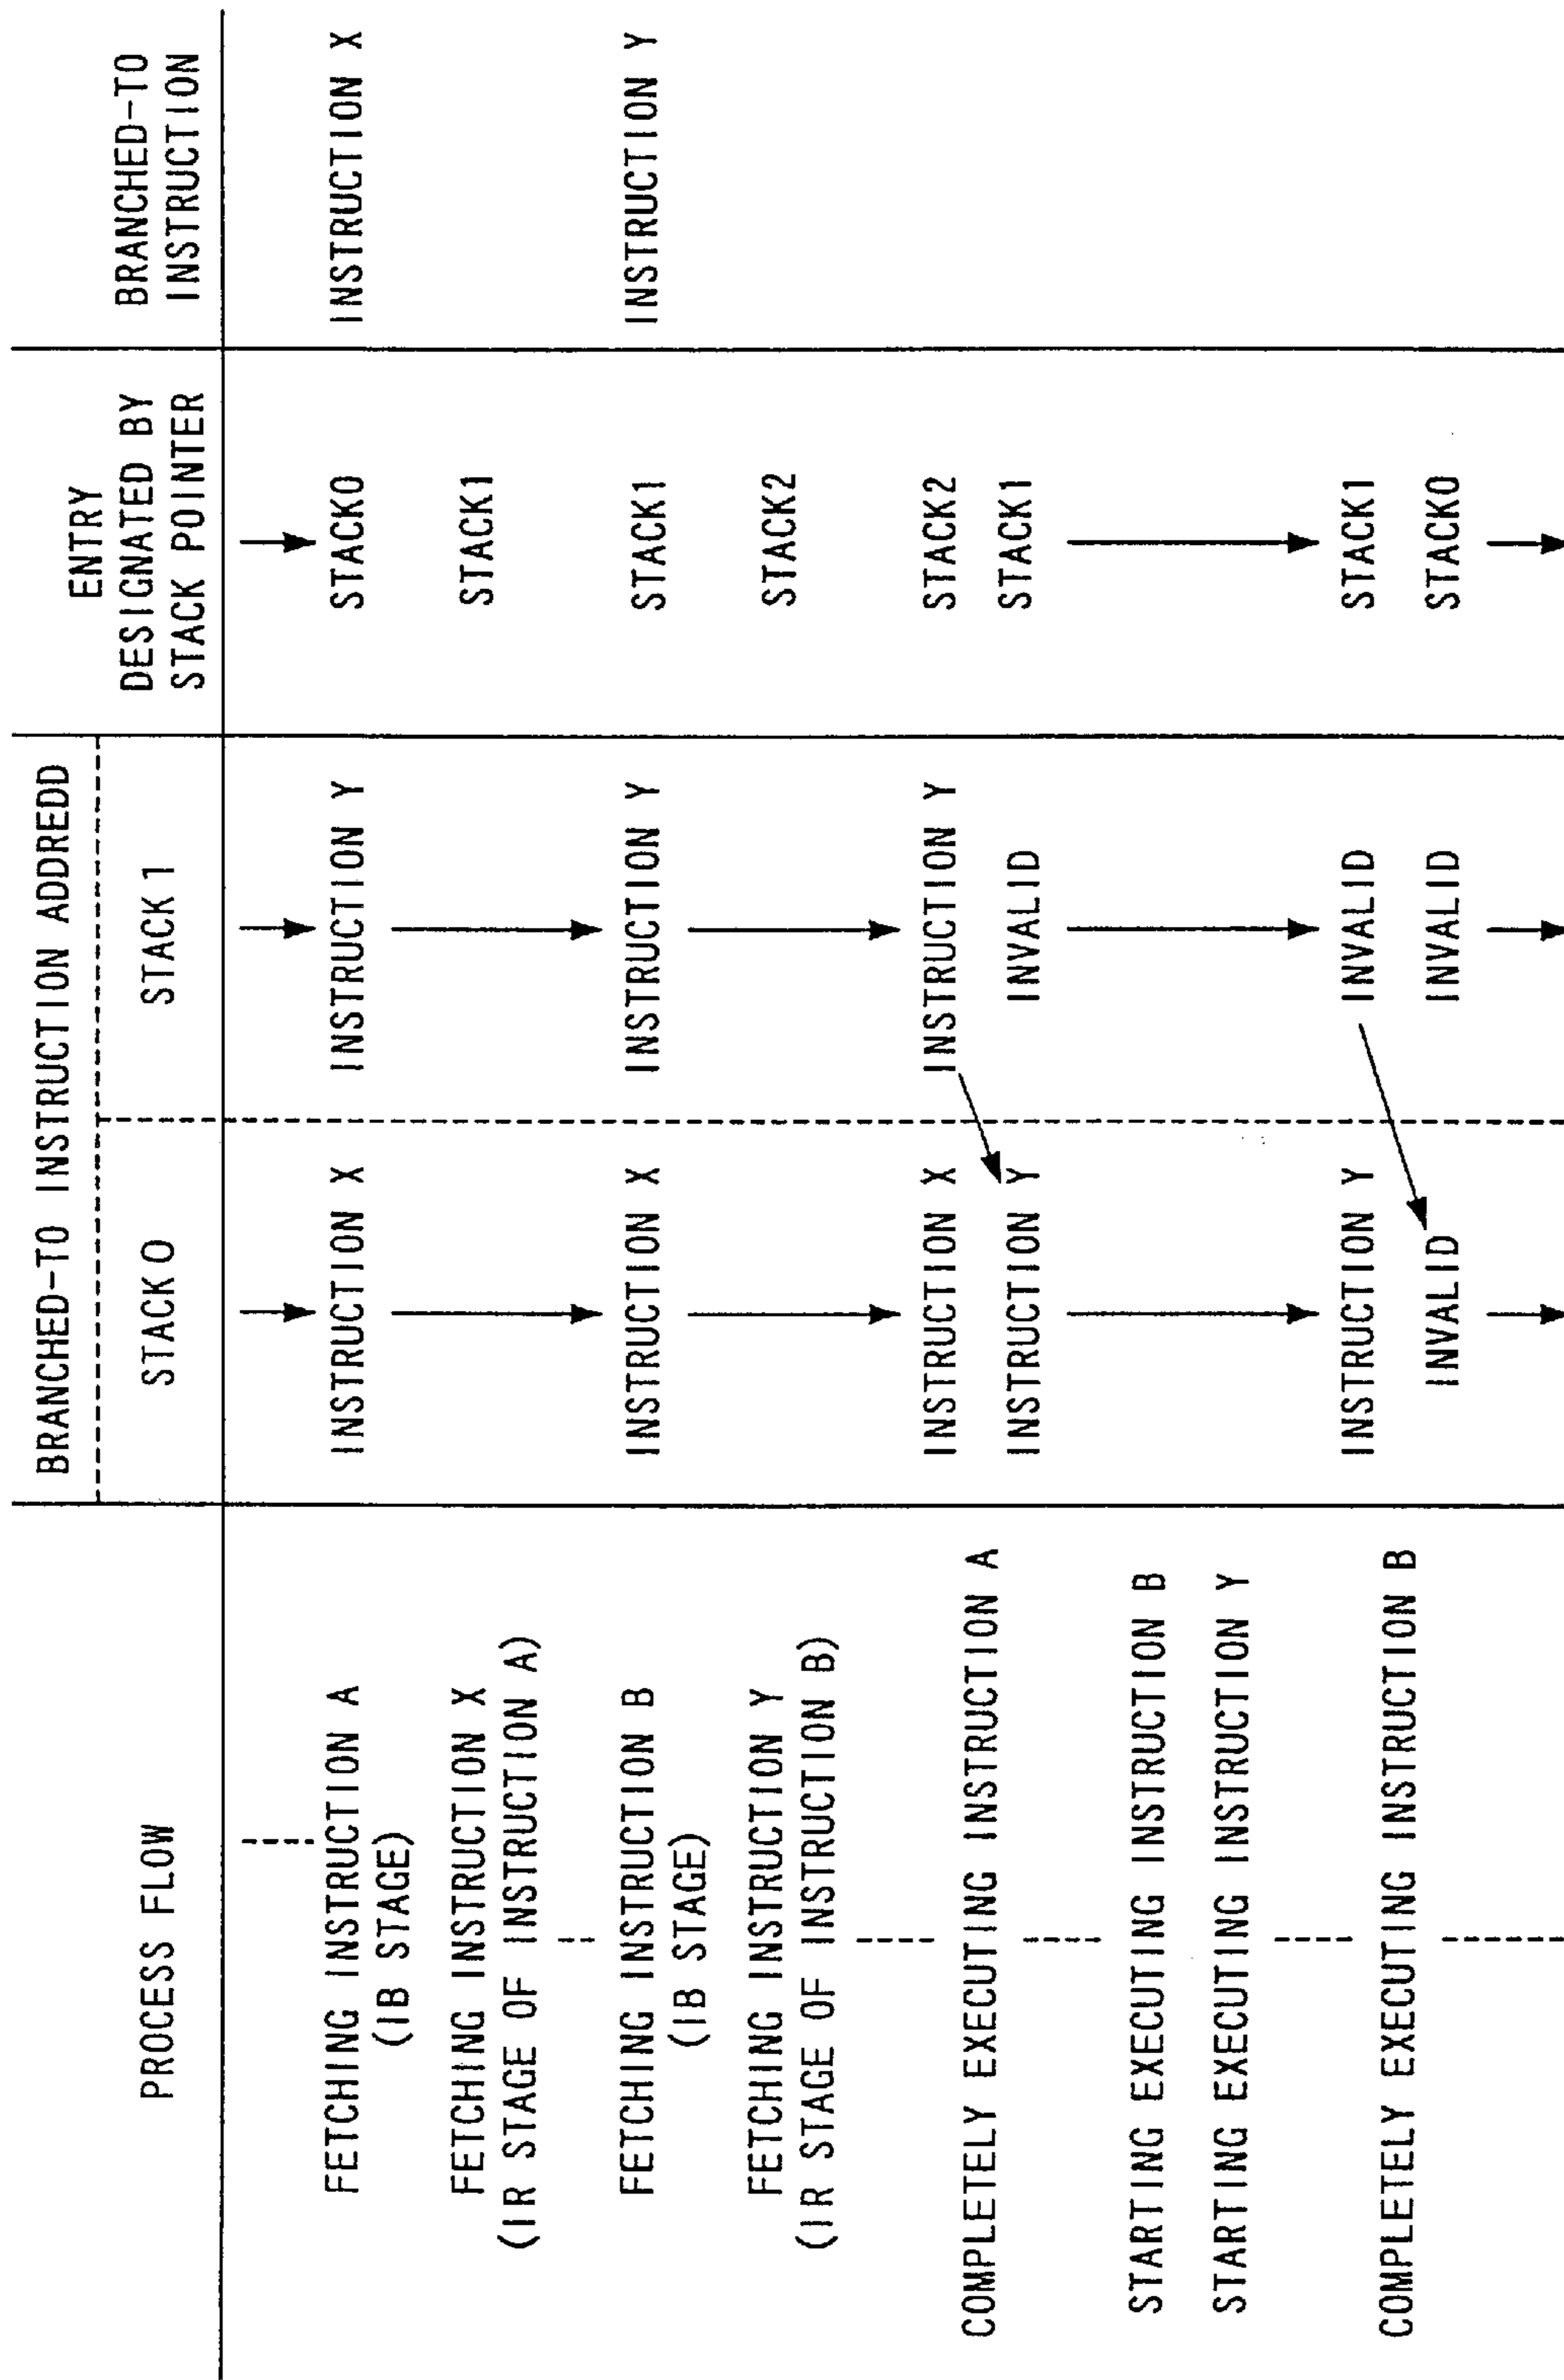 PROCESS FLOW
BRANCHED-TO INSTRUCTION ADDREDD
STACK 0
STACK 1
ENTRY
DESIGNATED BY
STACK POINTER
BRANCHED-TO
INSTRUCTION
FETCHING INSTRUCTION A
(IB STAGE)
INSTRUCTION X
INSTRUCTION Y
STACK0
INSTRUCTION X
FETCHING INSTRUCTION X
(IR STAGE OF INSTRUCTION A)
STACK1
FETCHING INSTRUCTION B
(IB STAGE)
INSTRUCTION X
INSTRUCTION Y
STACK1
INSTRUCTION Y
FETCHING INSTRUCTION Y
(IR STAGE OF INSTRUCTION B)
STACK2
COMPLETELY EXECUTING INSTRUCTION A
INSTRUCTION X
INSTRUCTION Y
STACK2
INSTRUCTION Y
INVALID
STACK1
STARTING EXECUTING INSTRUCTION B
STARTING EXECUTING INSTRUCTION Y
COMPLETELY EXECUTING INSTRUCTION B
INSTRUCTION Y
INVALID
STACK1
INVALID
INVALID
STACK0